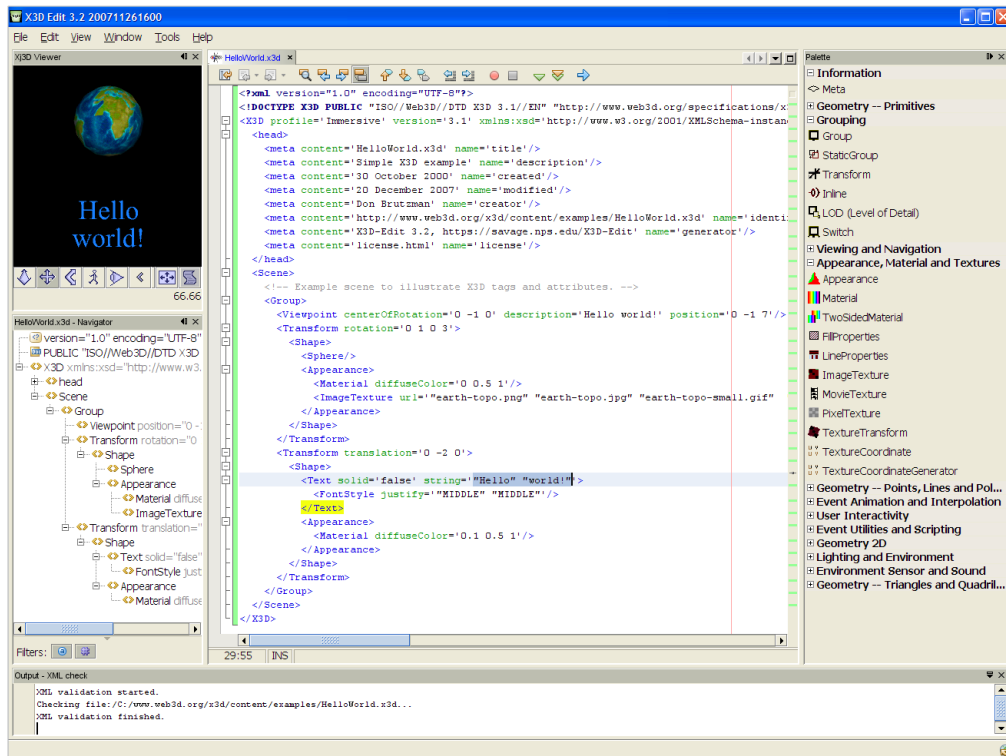 X3D Edit 3.2 200711261600
File Edit View Window Tools Help
Xj3D Viewer
Hello
world!
66.66
HelloWorld.x3d - Navigator
version="1.0" encoding="UTF-8"
PUBLIC "ISO//Web3D//DTD X3D
X3D xmlns:xsd="http://www.w3.
head
Scene
Group
Viewpoint position="0 -
Transform rotation="0
Shape
Sphere
Appearance
Material diffuse
ImageTexture
Transform translation="
Shape
Text solid="false"
FontStyle just
Appearance
Material diffuse
Filters:
HelloWorld.x3d
<?xml version="1.0" encoding="UTF-8"?>
<!DOCTYPE X3D PUBLIC "ISO//Web3D//DTD X3D 3.1//EN" "http://www.web3d.org/specifications/x
<X3D profile='Immersive' version='3.1' xmlns:xsd='http://www.w3.org/2001/XMLSchema-instan
<head>
<meta content='HelloWorld.x3d' name='title'/>
<meta content='Simple X3D example' name='description'/>
<meta content='30 October 2000' name='created'/>
<meta content='20 December 2007' name='modified'/>
<meta content='Don Brutzman' name='creator'/>
<meta content='http://www.web3d.org/x3d/content/examples/HelloWorld.x3d' name='identi
<meta content='X3D-Edit 3.2, https://savage.nps.edu/X3D-Edit' name='generator'/>
<meta content='license.html' name='license'/>
</head>
<Scene>
<!-- Example scene to illustrate X3D tags and attributes. -->
<Group>
<Viewpoint centerOfRotation='0 -1 0' description='Hello world!' position='0 -1 7'/>
<Transform rotation='0 1 0 3'>
<Shape>
<Sphere/>
<Appearance>
<Material diffuseColor='0 0.5 1'/>
<ImageTexture url='"earth-topo.png" "earth-topo.jpg" "earth-topo-small.gif"
</Appearance>
</Shape>
</Transform>
<Transform translation='0 -2 0'>
<Shape>
<Text solid='false' string='"Hello" "world!"'>
<FontStyle justify='"MIDDLE" "MIDDLE"'/>
</Text>
<Appearance>
<Material diffuseColor='0.1 0.5 1'/>
</Appearance>
</Shape>
</Transform>
</Group>
</Scene>
</X3D>
29:55 INS
Palette
Information
Meta
Geometry -- Primitives
Grouping
Group
StaticGroup
Transform
Inline
LOD (Level of Detail)
Switch
Viewing and Navigation
Appearance, Material and Textures
Appearance
Material
TwoSidedMaterial
FillProperties
LineProperties
ImageTexture
MovieTexture
PixelTexture
TextureTransform
TextureCoordinate
TextureCoordinateGenerator
Geometry -- Points, Lines and Pol...
Event Animation and Interpolation
User Interactivity
Event Utilities and Scripting
Geometry 2D
Lighting and Environment
Environment Sensor and Sound
Geometry -- Triangles and Quadril...
Output - XML check
XML validation started.
Checking file:/C:/www.web3d.org/x3d/content/examples/HelloWorld.x3d...
XML validation finished.